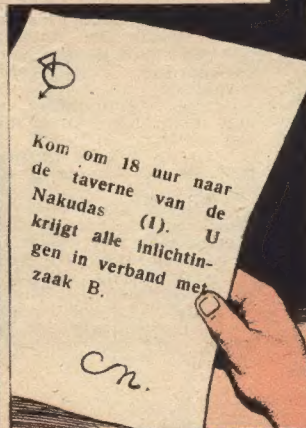 Kom om 18 uur naar
de taverne van de
Nakudas (1). U
krijgt alle inlichtin-
gen in verband met
zaak B.
CN.